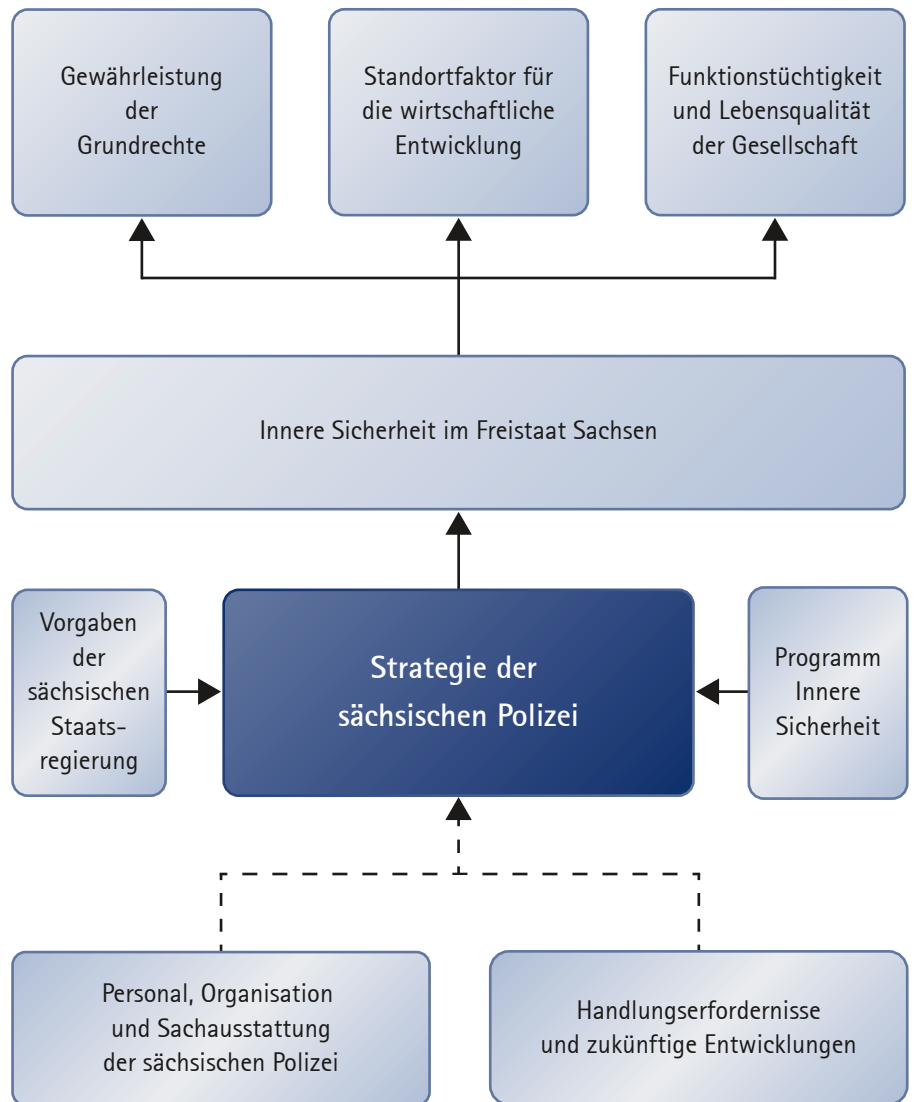 Gewährleistung
der
Grundrechte
Standortfaktor für
die wirtschaftliche
Entwicklung
Funktionstüchtigkeit
und Lebensqualität
der Gesellschaft
Innere Sicherheit im Freistaat Sachsen
Vorgaben
der
sächsischen
Staats-
regierung
Strategie der
sächsischen Polizei
Programm
Innere
Sicherheit
Personal, Organisation
und Sachausstattung
der sächsischen Polizei
Handlungserfordernisse
und zukünftige Entwicklungen